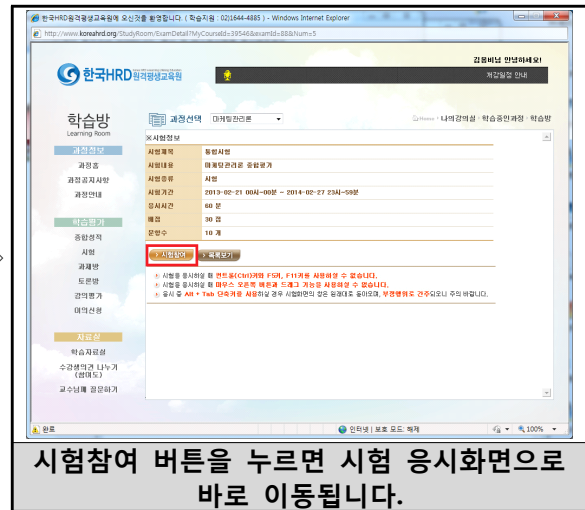 한국HRD원격평생교육원에 오신것을 환영합니다. ( 학습지원 : 02)1644-4885 ) - Windows Internet Explorer
http://www.koreahrd.org/StudyRoom/ExamDetail?MyCourseId=39546&examId=88&Num=5
김용비님 안녕하세요!
한국HRD원격평생교육원
개강일정 안내
학습방
Learning Room
과정선택 마케팅관리론
Home > 나의강의실 > 학습중인과정 > 학습방
과정정보
과정홈
과정공지사항
과정안내
학습평가
종합성적
시험
과제방
토론방
강의평가
이의신청
자료실
학습자료실
수강생의견 나누기
(참여도)
교수님께 질문하기
※시험정보
시험제목 통합시험
시험내용 마케팅관리론 중합평가
시험종류 시험
시험기간 2013-02-21 00시~00분 ~ 2014-02-27 23시~59분
응시시간 60 분
배점 30 점
문항수 10 개
> 시험참여 > 목록보기
시험을 응시하실 때 컨트롤(Ctrl)키와 F5키, F11키를 사용하실 수 없습니다.
시험을 응시하실 때 마우스 오른쪽 버튼과 드래그 기능을 사용하실 수 없습니다.
응시 중 Alt + Tab 단축키를 사용하실 경우 시험화면의 창은 원래대로 돌아오며, 부정행위로 간주되오니 주의 바랍니다.
완료
인터넷 | 보호 모드: 해제
100%
시험참여 버튼을 누르면 시험 응시화면으로
바로 이동됩니다.